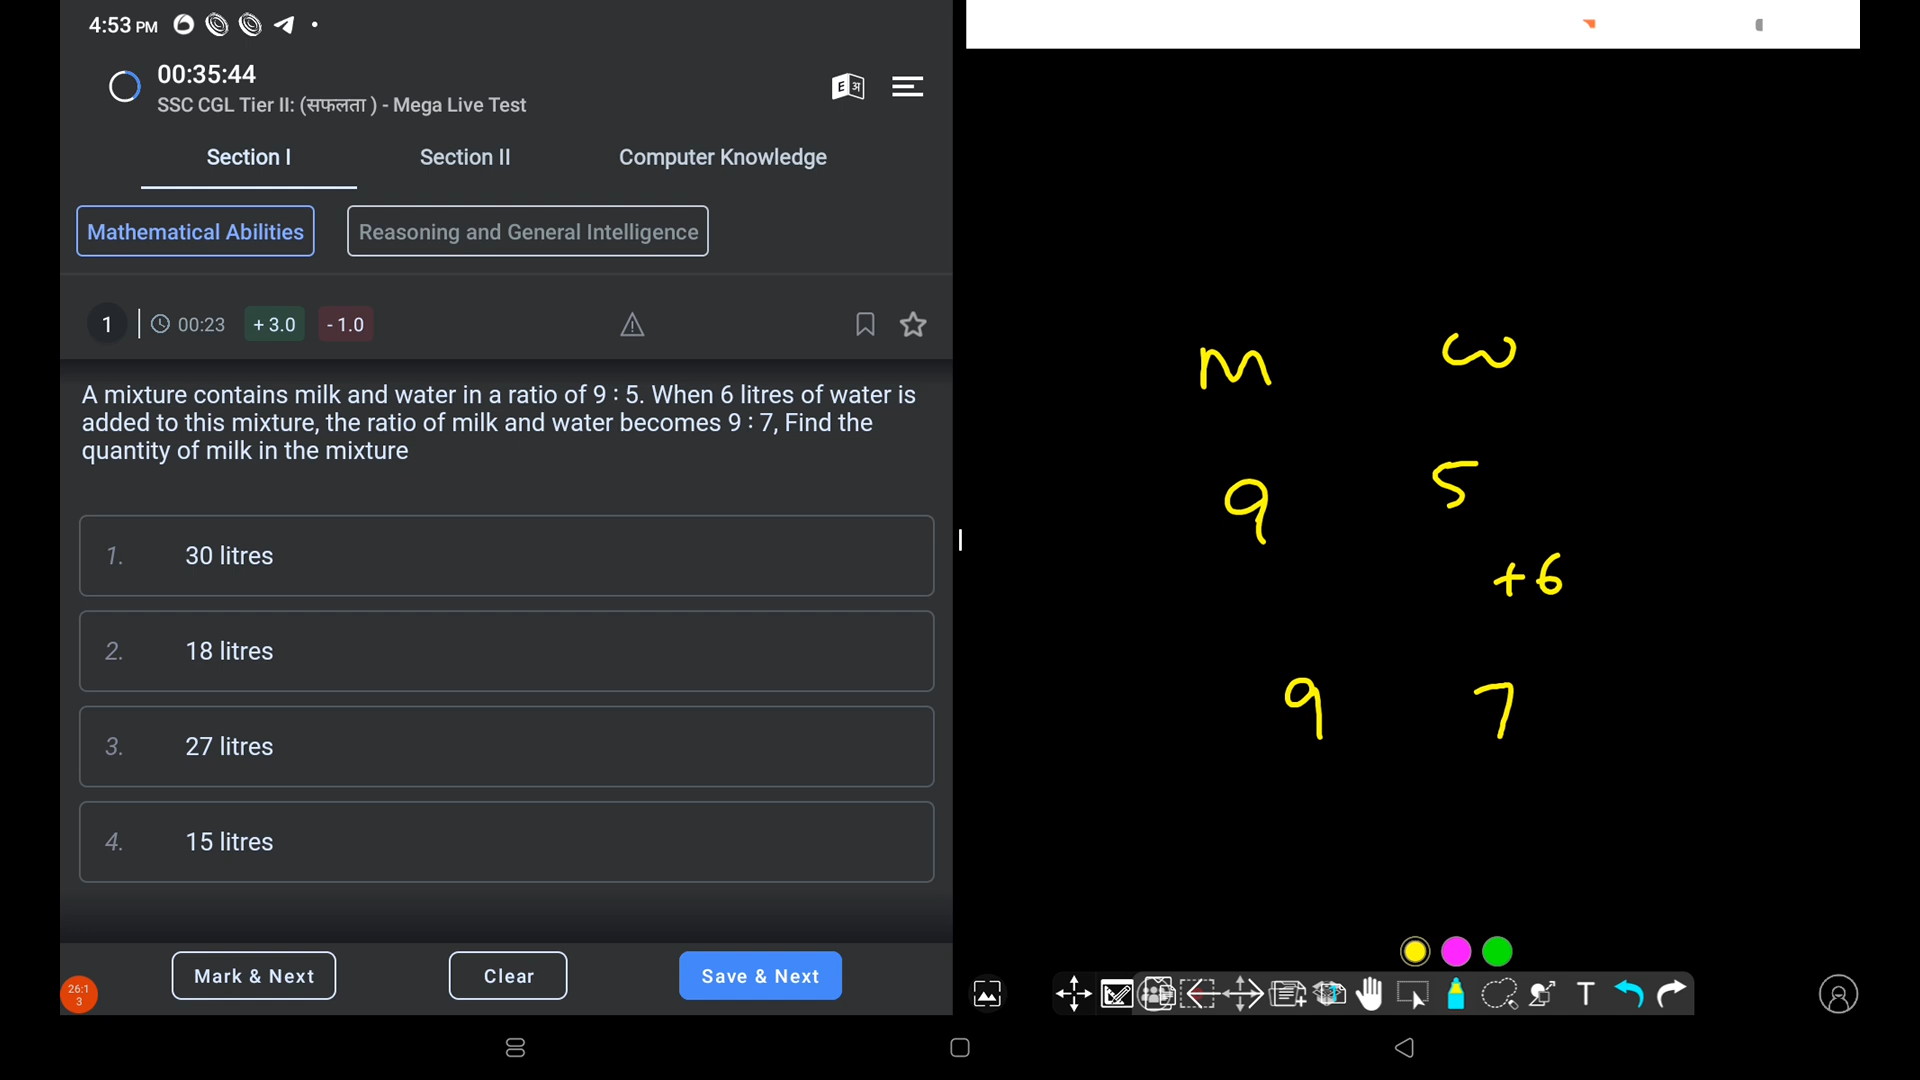 4:53 PM
00:35:44
SSC CGL Tier II: (सफलता ) - Mega Live Test
E अ
Section I Section II Computer Knowledge
Mathematical Abilities Reasoning and General Intelligence
1 00:23 + 3.0 - 1.0
A mixture contains milk and water in a ratio of 9 : 5. When 6 litres of water is
added to this mixture, the ratio of milk and water becomes 9 : 7, Find the
quantity of milk in the mixture
1. 30 litres
2. 18 litres
3. 27 litres
4. 15 litres
Mark & Next Clear Save & Next
26:1
3
M W
9 5
+6
9 7
T